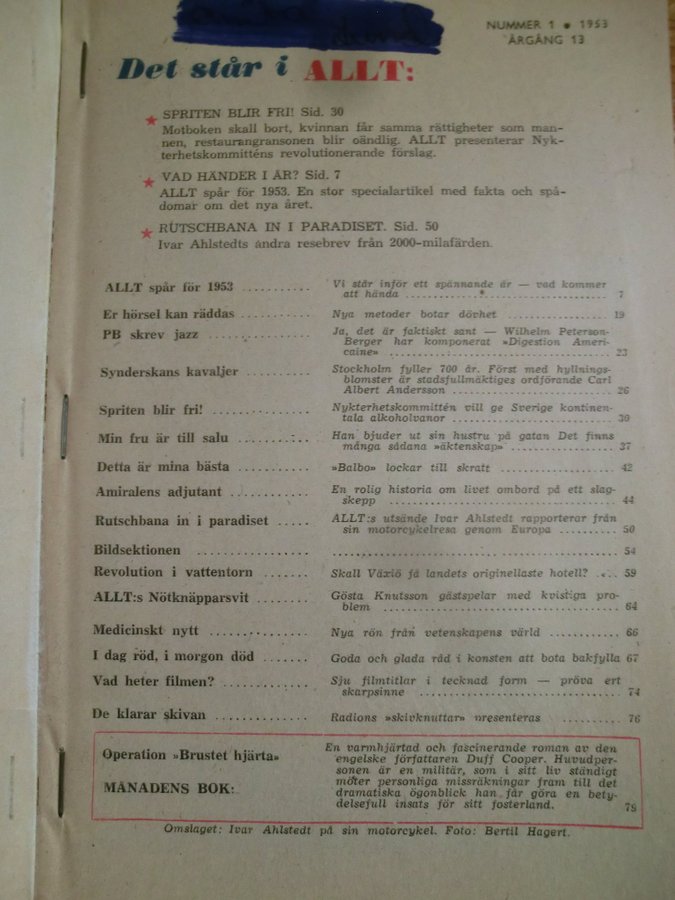 NUMMER 1 • 1953
ÅRGÅNG 13
Det står i ALLT:
★ SPRITEN BLIR FRI! Sid. 30
Motboken skall bort, kvinnan får samma rättigheter som man-
nen, restaurangransonen blir oändlig. ALLT presenterar Nyk-
terhetskommitténs revolutionerande förslag.
★ VAD HÄNDER I ÅR? Sid. 7
ALLT spår för 1953. En stor specialartikel med fakta och spå-
domar om det nya året.
★ RUTSCHBANA IN I PARADISET. Sid. 50
Ivar Ahlstedts andra resebrev från 2000-milafärden.
ALLT spår för 1953 .......... Vi står inför ett spännande år — vad kommer
att hända .......... 7
Er hörsel kan räddas .......... Nya metoder botar dövhet .......... 19
PB skrev jazz .......... Ja, det är faktiskt sant — Wilhelm Peterson-
Berger har komponerat »Digestion Ameri-
caine» .......... 23
Synderskans kavaljer .......... Stockholm fyller 700 år. Först med hyllnings-
blomster är stadsfullmäktiges ordförande Carl
Albert Andersson .......... 26
Spriten blir fri! .......... Nykterhetskommittén vill ge Sverige kontinen-
tala alkoholvanor .......... 30
Min fru är till salu .......... Han bjuder ut sin hustru på gatan Det finns
många sådana »äktenskap» .......... 37
Detta är mina bästa .......... »Balbo» lockar till skratt .......... 42
Amiralens adjutant .......... En rolig historia om livet ombord på ett slag-
skepp .......... 44
Rutschbana in i paradiset ..... ALLT:s utsände Ivar Ahlstedt rapporterar från
sin motorcykelresa genom Europa .......... 50
Bildsektionen .......... 54
Revolution i vattentorn ....... Skall Växiö få landets originellaste hotell? .... 59
ALLT:s Nötknäpparsvit ........ Gösta Knutsson gästspelar med kvistiga pro-
blem .......... 64
Medicinskt nytt .......... Nya rön från vetenskapens värld .......... 66
I dag röd, i morgon död ....... Goda och glada råd i konsten att bota bakfylla 67
Vad heter filmen? .......... Sju filmtitlar i tecknad form — pröva ert
skarpsinne .......... 74
De klarar skivan .......... Radions »skivknuttar» presenteras .......... 76
Operation »Brustet hjärta»
MÅNADENS BOK:
En varmhjärtad och fascinerande roman av den
engelske författaren Duff Cooper. Huvudper-
sonen är en militär, som i sitt liv ständigt
möter personliga missräkningar fram till det
dramatiska ögonblick han får göra en bety-
delsefull insats för sitt fosterland. 79
Omslaget: Ivar Ahlstedt på sin motorcykel. Foto: Bertil Hagert.